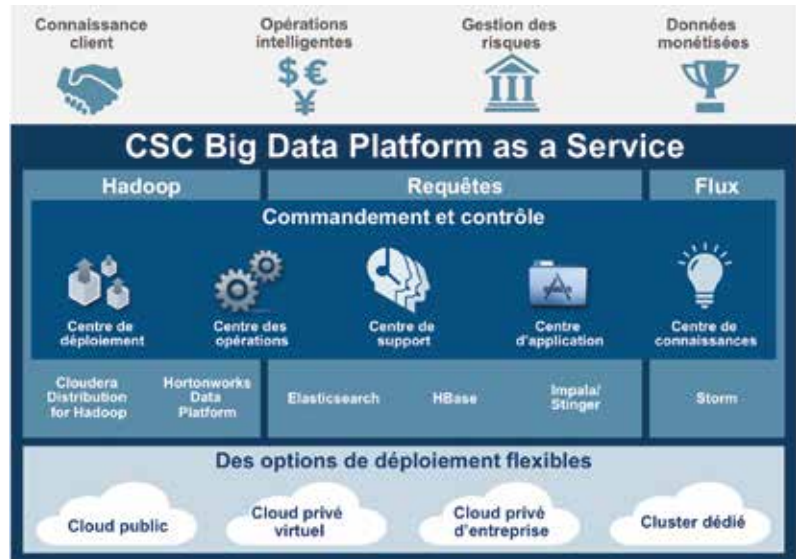 Connaissance
client
Opérations
intelligentes
$ €
¥
Gestion des
risques
Données
monétisées
CSC Big Data Platform as a Service
Hadoop
Requêtes
Flux
Commandement et contrôle
Centre de
déploiement
Centre des
opérations
Centre de
support
Centre
d'application
Centre de
connaissances
Cloudera
Distribution
for Hadoop
Hortonworks
Data
Platform
Elasticsearch
HBase
Impala/
Stinger
Storm
Des options de déploiement flexibles
Cloud public
Cloud privé
virtuel
Cloud privé
d'entreprise
Cluster dédié